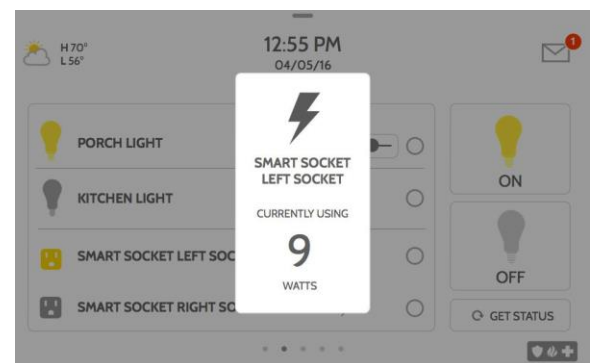 H 70°
L 56°
12:55 PM
04/05/16
1
PORCH LIGHT
KITCHEN LIGHT
SMART SOCKET LEFT SOC
SMART SOCKET RIGHT SO
SMART SOCKET
LEFT SOCKET
CURRENTLY USING
9
WATTS
ON
OFF
GET STATUS